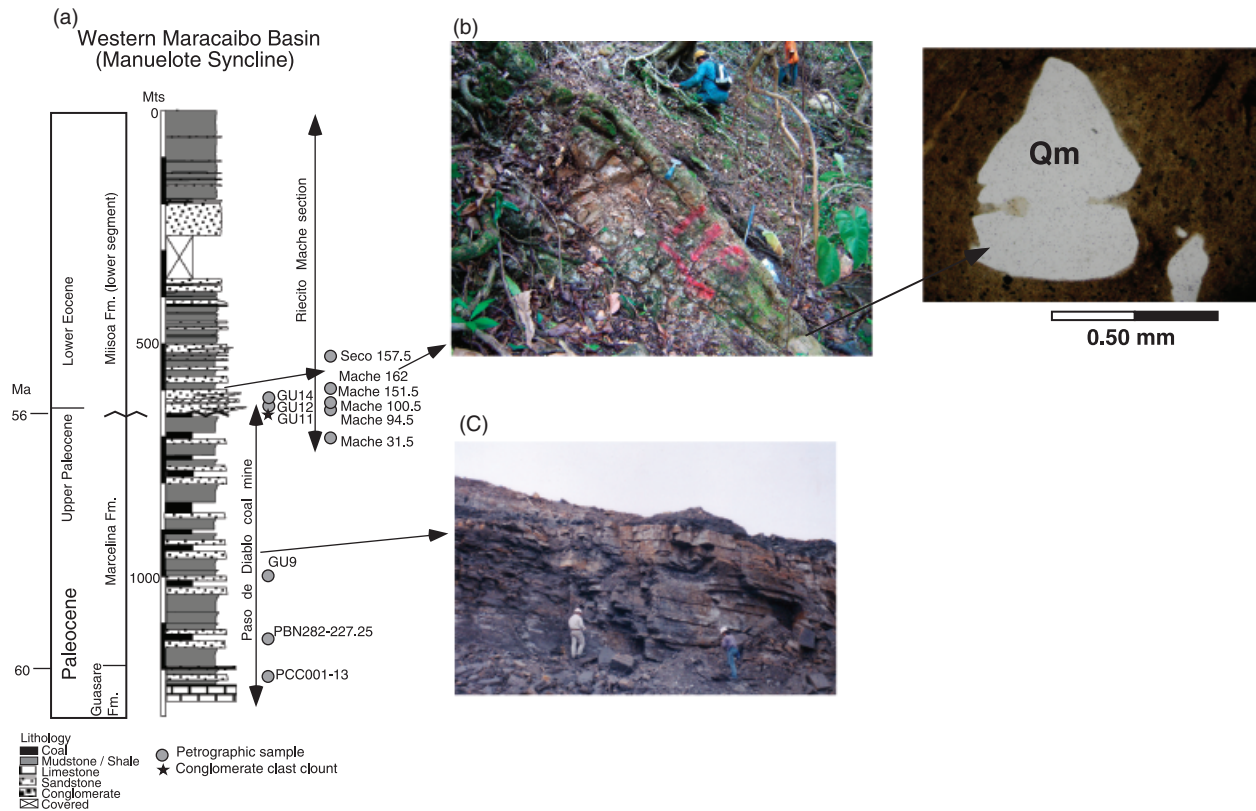 (a)
Western Maracaibo Basin
(Manuelote Syncline)
Mts
0
500
1000
Ma
56
60
Lower Eocene
Upper Paleocene
Paleocene
Miisoa Fm. (lower segment)
Marcelina Fm.
Guasare
Fm.
Riecito Mache section
Paso de Diablo coal mine
Seco 157.5
Mache 162
Mache 151.5
Mache 100.5
Mache 94.5
Mache 31.5
GU14
GU12
GU11
GU9
PBN282-227.25
PCC001-13
Lithology
Coal
Mudstone / Shale
Limestone
Sandstone
Conglomerate
Covered
Petrographic sample
Conglomerate clast clount
(b)
Qm
0.50 mm
(C)